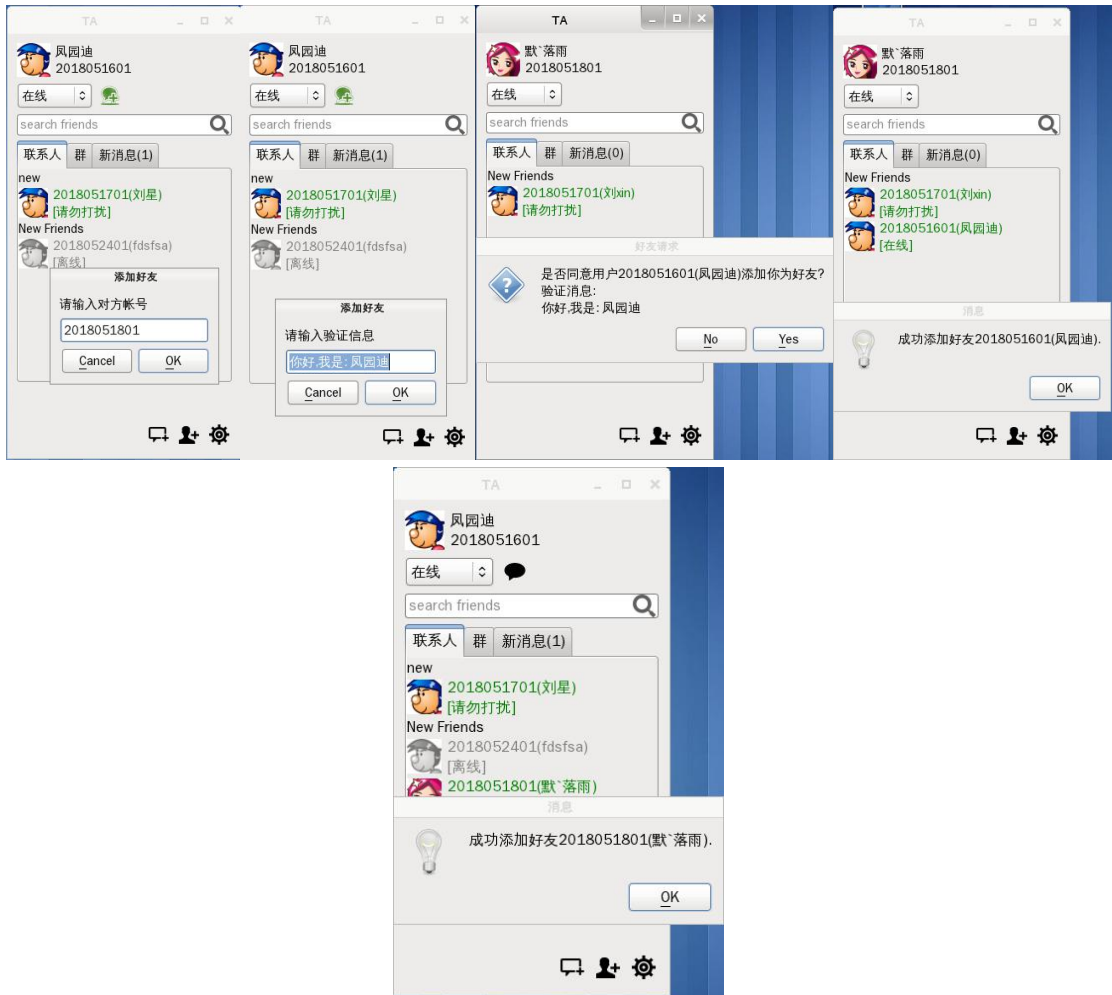 TA
凤园迪
2018051601
在线
search friends
联系人 群 新消息(1)
new
2018051701(刘星)
[请勿打扰]
New Friends
2018052401(fdsfsa)
[离线]
添加好友
请输入对方帐号
2018051801
Cancel OK
TA
凤园迪
2018051601
在线
search friends
联系人 群 新消息(1)
new
2018051701(刘星)
[请勿打扰]
New Friends
2018052401(fdsfsa)
[离线]
添加好友
请输入验证信息
你好,我是: 凤园迪
Cancel OK
TA
默`落雨
2018051801
在线
search friends
联系人 群 新消息(0)
New Friends
2018051701(刘xin)
[请勿打扰]
好友请求
是否同意用户2018051601(凤园迪)添加你为好友?
验证消息:
你好,我是: 凤园迪
No Yes
TA
默`落雨
2018051801
在线
search friends
联系人 群 新消息(0)
New Friends
2018051701(刘xin)
[请勿打扰]
2018051601(凤园迪)
[在线]
消息
成功添加好友2018051601(凤园迪).
OK
TA
凤园迪
2018051601
在线
search friends
联系人 群 新消息(1)
new
2018051701(刘星)
[请勿打扰]
New Friends
2018052401(fdsfsa)
[离线]
2018051801(默`落雨)
消息
成功添加好友2018051801(默`落雨).
OK